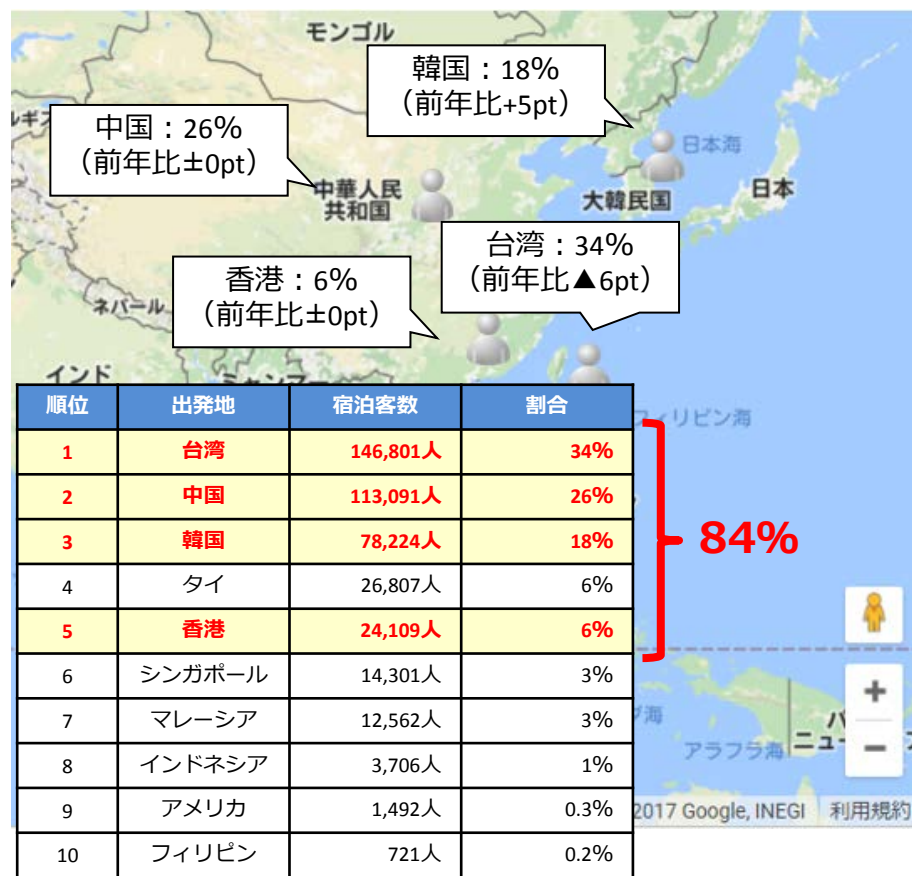 モンゴル
韓国：18%
（前年比+5pt）
中国：26%
（前年比±0pt）
日本海
中華人民
共和国
大韓民国
日本
台湾：34%
（前年比▲6pt）
香港：6%
（前年比±0pt）
ネパール
インド
ミャンマー
フィリピン海
順位 出発地 宿泊客数 割合
1 台湾 146,801人 34%
2 中国 113,091人 26%
3 韓国 78,224人 18%
84%
4 タイ 26,807人 6%
5 香港 24,109人 6%
6 シンガポール 14,301人 3%
7 マレーシア 12,562人 3%
8 インドネシア 3,706人 1%
アラフラ海
9 アメリカ 1,492人 0.3%
2017 Google, INEGI 利用規約
10 フィリピン 721人 0.2%